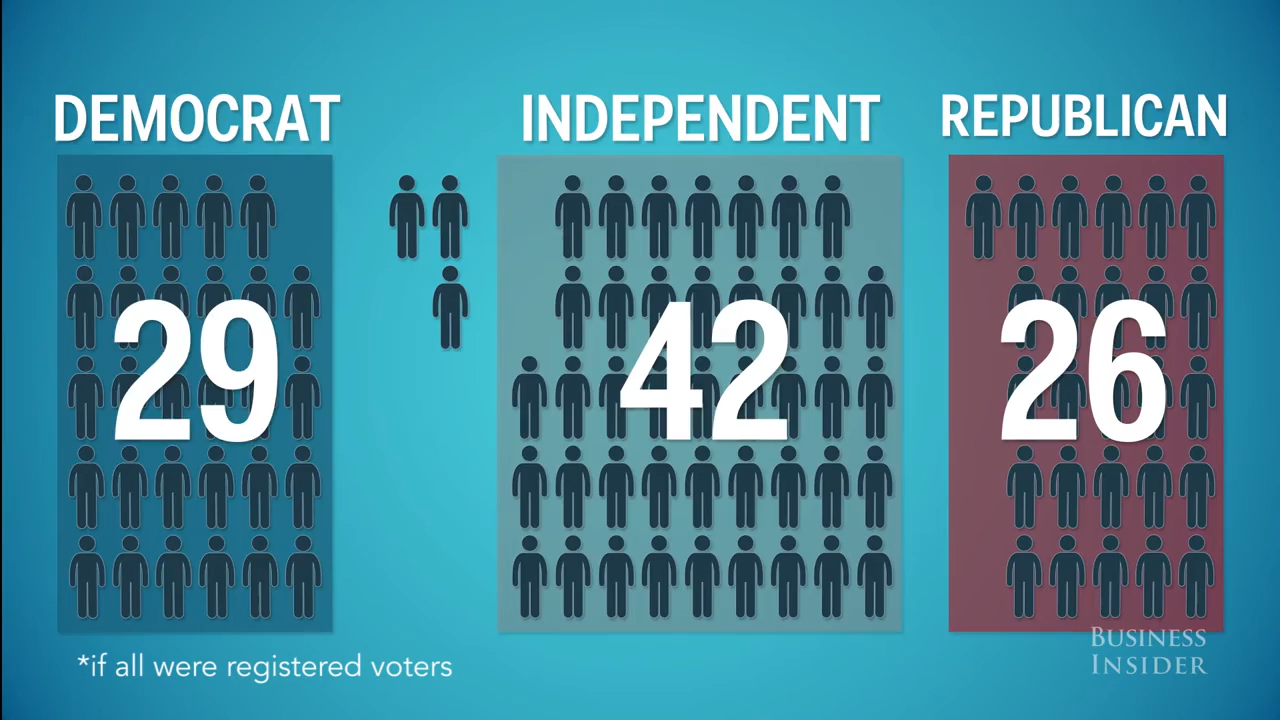 DEMOCRAT
INDEPENDENT
REPUBLICAN
29
42
26
*if all were registered voters
BUSINESS
INSIDER